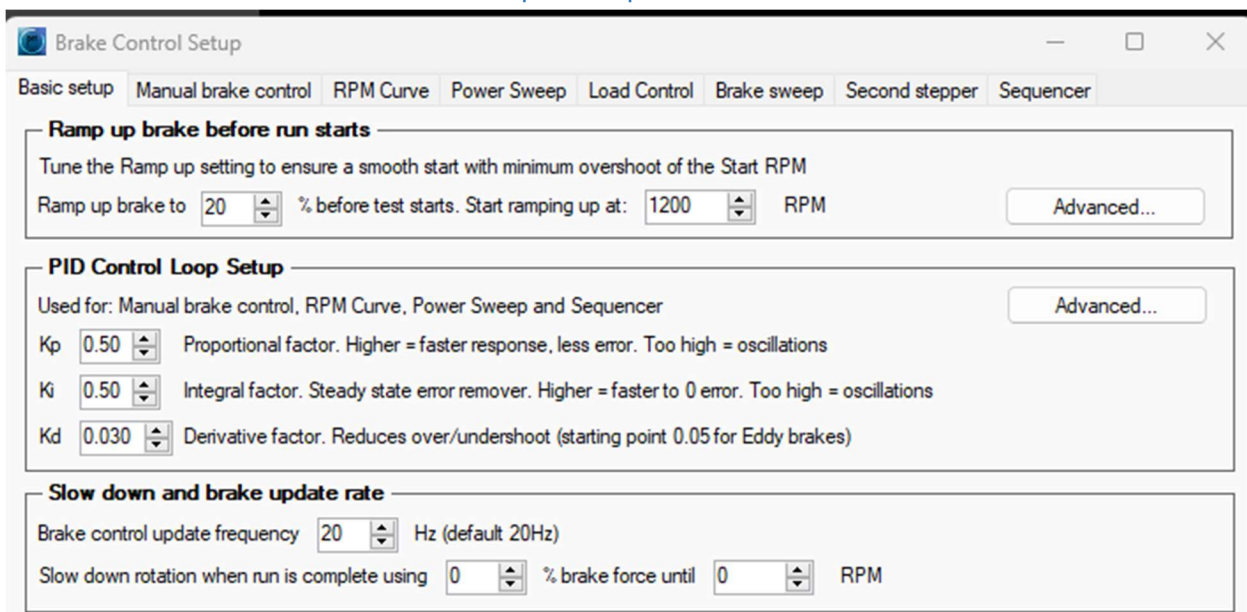 Brake Control Setup
Basic setup Manual brake control RPM Curve Power Sweep Load Control Brake sweep Second stepper Sequencer
Ramp up brake before run starts
Tune the Ramp up setting to ensure a smooth start with minimum overshoot of the Start RPM
Ramp up brake to 20 % before test starts. Start ramping up at: 1200 RPM Advanced...
PID Control Loop Setup
Used for: Manual brake control, RPM Curve, Power Sweep and Sequencer Advanced...
Kp 0.50 Proportional factor. Higher = faster response, less error. Too high = oscillations
Ki 0.50 Integral factor. Steady state error remover. Higher = faster to 0 error. Too high = oscillations
Kd 0.030 Derivative factor. Reduces over/undershoot (starting point 0.05 for Eddy brakes)
Slow down and brake update rate
Brake control update frequency 20 Hz (default 20Hz)
Slow down rotation when run is complete using 0 % brake force until 0 RPM